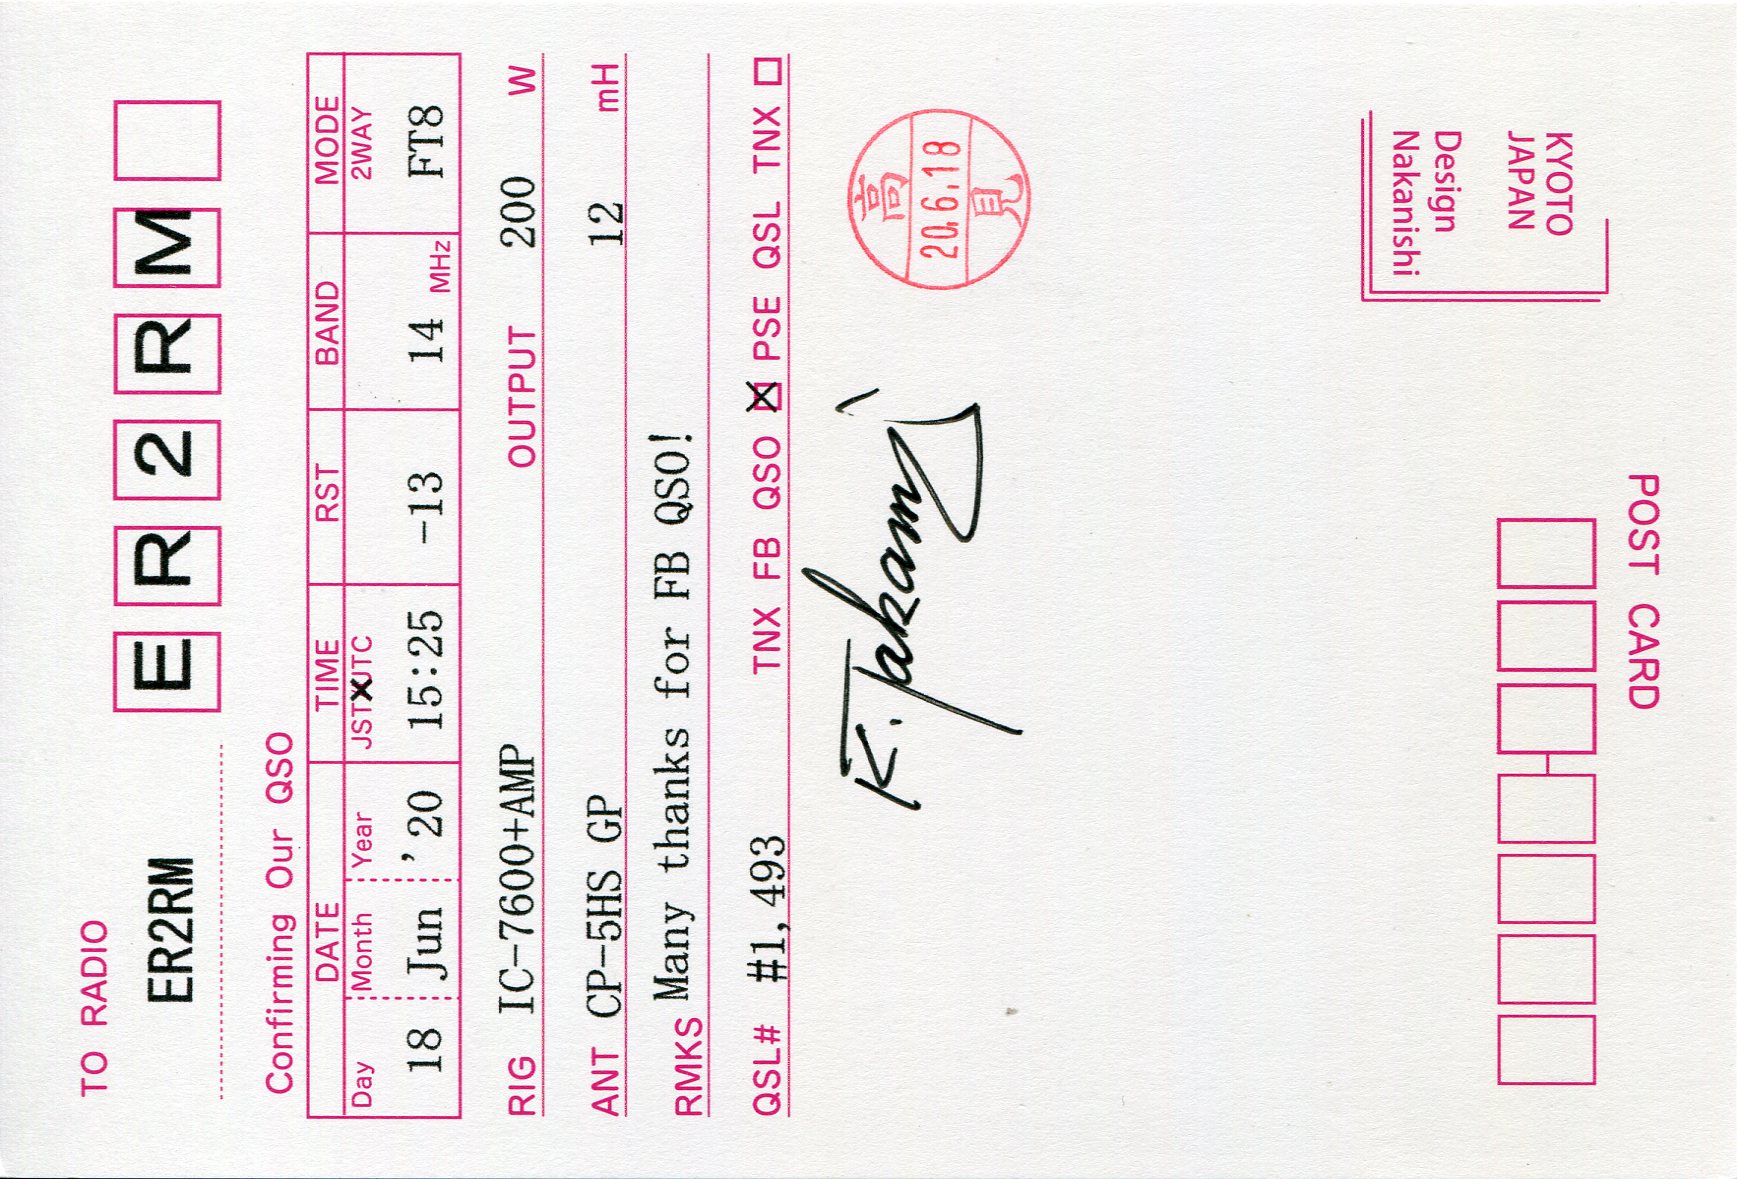 TO RADIO
ER2RM
E R 2 R M
Confirming Our QSO
DATE TIME RST BAND MODE
Day Month Year JST UTC 2WAY
18 Jun '20 15:25 -13 14 MHz FT8
RIG IC-7600+AMP OUTPUT 200 W
ANT CP-5HS GP 12 mH
RMKS Many thanks for FB QSO!
QSL# #1,493 TNX FB QSO ☒ PSE QSL TNX □
K. Takami
高
20.6.18
見
POST CARD
KYOTO
JAPAN
Design
Nakanishi